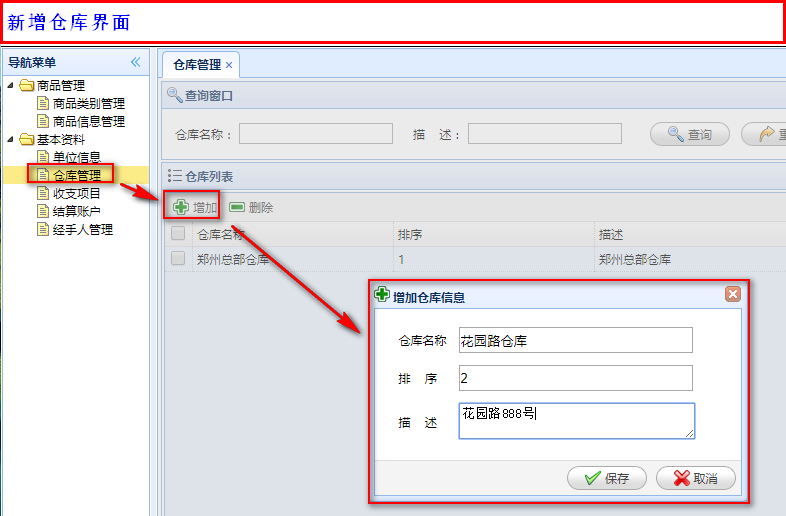 新增仓库界面
导航菜单
商品管理
商品类别管理
商品信息管理
基本资料
单位信息
仓库管理
收支项目
结算账户
经手人管理
仓库管理
查询窗口
仓库名称： 描 述： 查询
仓库列表
增加 删除
仓库名称 排序 描述
郑州总部仓库 1 郑州总部仓库
增加仓库信息
仓库名称 花园路仓库
排 序 2
描 述 花园路888号
保存 取消